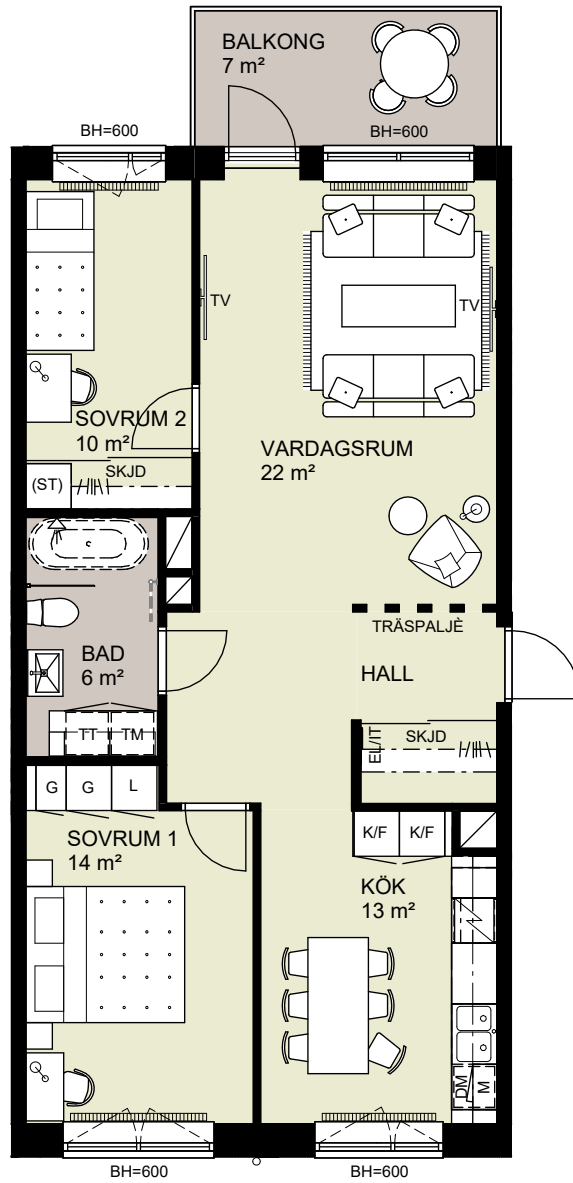 BALKONG
7 m²
BH=600
BH=600
TV
TV
SOVRUM 2
10 m²
VARDAGSRUM
22 m²
(ST)
SKJD
TRÄSPALJÈ
BAD
6 m²
HALL
EL/IT
SKJD
TT
TM
G
G
L
K/F
K/F
SOVRUM 1
14 m²
KÖK
13 m²
DM
M
BH=600
BH=600